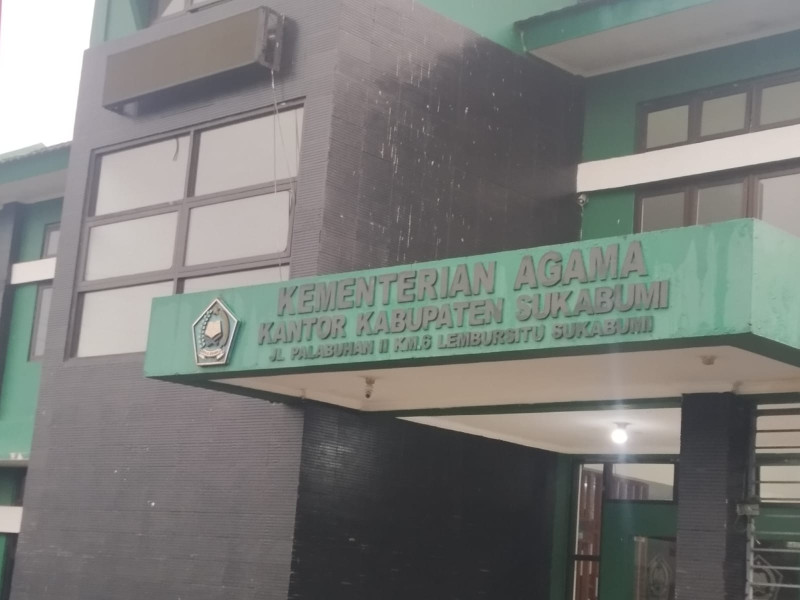 KEMENTERIAN AGAMA
KANTOR KABUPATEN SUKABUMI
JL PALABUHAN II KM.6 LEMBURSITU SUKABUMI